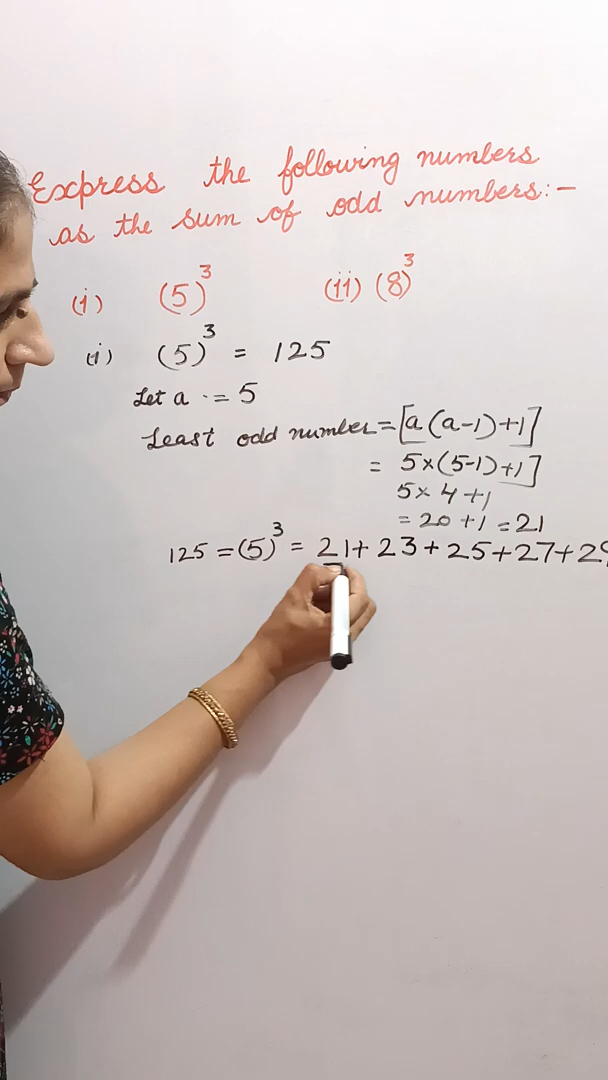 Express the following numbers
as the sum of odd numbers:-
(i) (5)³ (ii) (8)³
(i) (5)³ = 125
Let a = 5
Least odd number = [a(a-1)+1]
= 5×(5-1)+1]
5×4+1
= 20+1 = 21
125 = (5)³ = 21+23+25+27+29